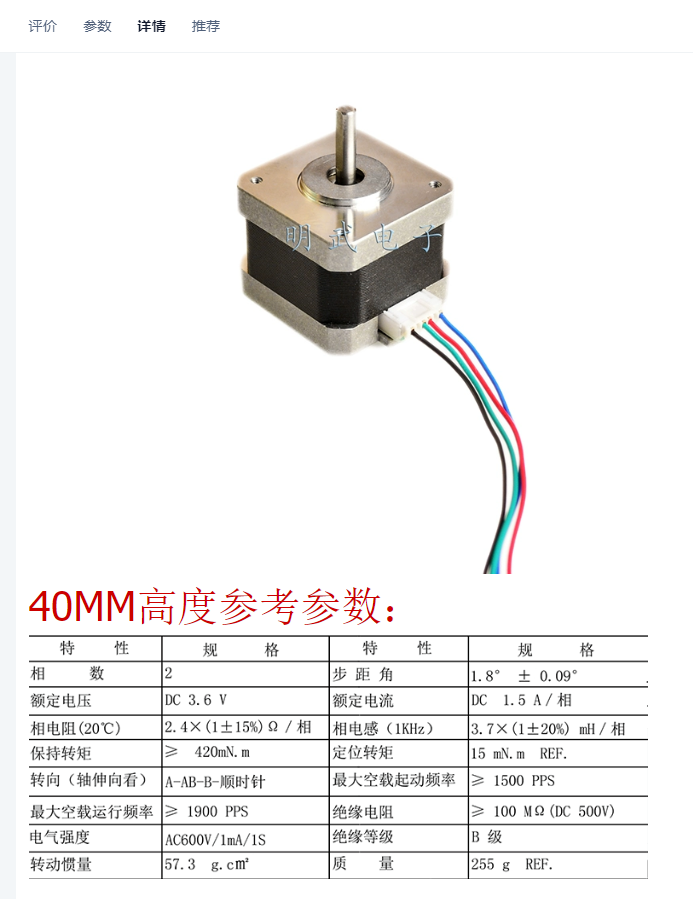 评价 参数 详情 推荐
明武电子
40MM高度参考参数：
特 性 规 格 特 性 规 格
相 数 2 步 距 角 1.8° ± 0.09°
额定电压 DC 3.6 V 额定电流 DC 1.5 A / 相
相电阻(20℃) 2.4×(1±15%)Ω / 相 相电感 (1KHz) 3.7×(1±20%) mH / 相
保持转矩 ≥ 420mN.m 定位转矩 15 mN.m REF.
转向（轴伸向看） A-AB-B-顺时针 最大空载起动频率 ≥ 1500 PPS
最大空载运行频率 ≥ 1900 PPS 绝缘电阻 ≥ 100 MΩ(DC 500V)
电气强度 AC600V/1mA/1S 绝缘等级 B 级
转动惯量 57.3 g.c㎡ 质 量 255 g REF.